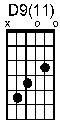 D9(11)
x o o